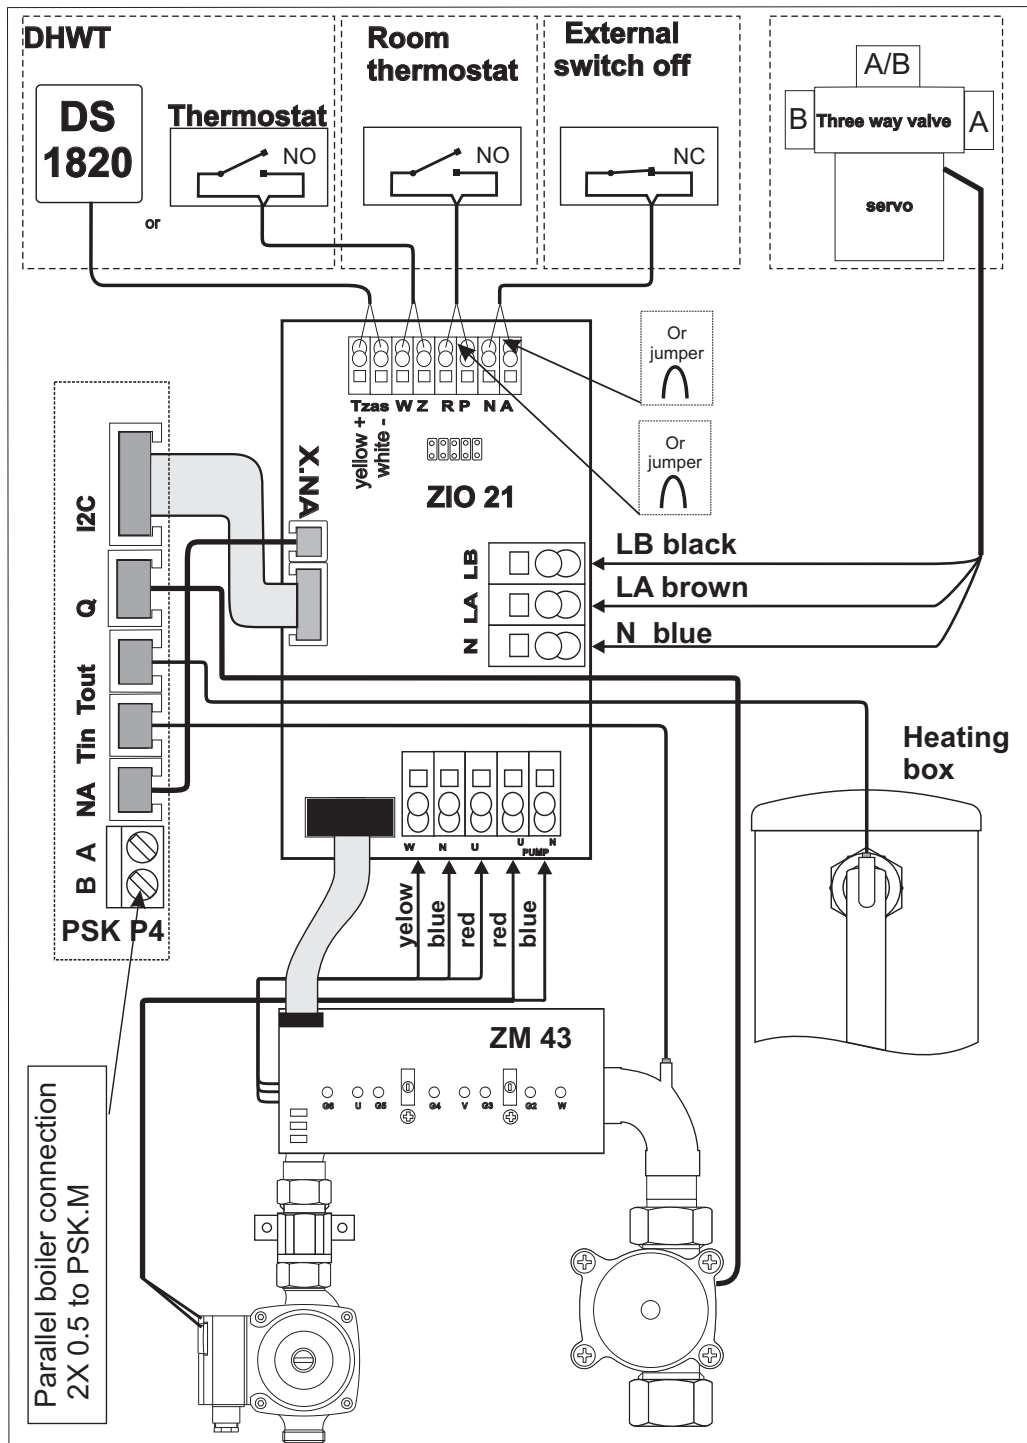 DHWT
DS
1820
or
Thermostat
NO
Room
thermostat
NO
External
switch off
NC
A/B
B
Three way valve
A
servo
Or
jumper
Or
jumper
Tzas W Z R P N A
yellow +
white -
X.NA
ZIO 21
I2C
Q
Tout
Tin
NA
A
B
PSK P4
LB
LA
N
LB black
LA brown
N blue
Heating
box
W N U U N
PUMP
yelow
blue
red
red
blue
ZM 43
G6 U G5 G4 V G3 G2 W
Parallel boiler connection
2X 0.5 to PSK.M